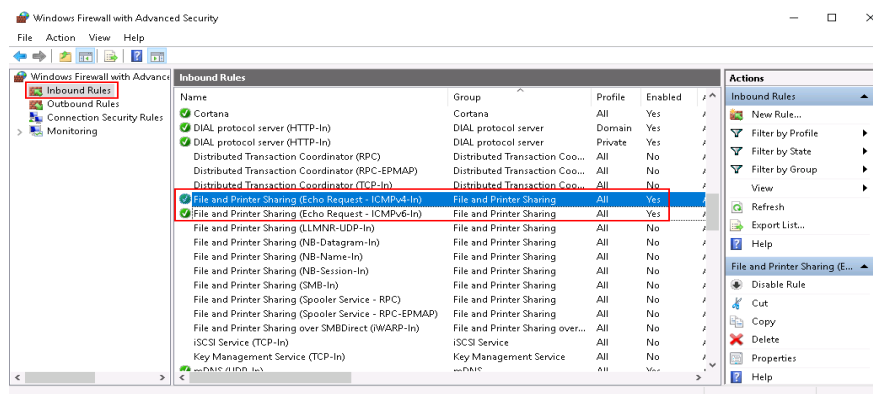 Windows Firewall with Advanced Security
File Action View Help
Windows Firewall with Advance
Inbound Rules
Outbound Rules
Connection Security Rules
Monitoring
Inbound Rules
Name Group Profile Enabled
Cortana Cortana All Yes
DIAL protocol server (HTTP-In) DIAL protocol server Domain Yes
DIAL protocol server (HTTP-In) DIAL protocol server Private Yes
Distributed Transaction Coordinator (RPC) Distributed Transaction Coo... All No
Distributed Transaction Coordinator (RPC-EPMAP) Distributed Transaction Coo... All No
Distributed Transaction Coordinator (TCP-In) Distributed Transaction Coo... All No
File and Printer Sharing (Echo Request - ICMPv4-In) File and Printer Sharing All Yes
File and Printer Sharing (Echo Request - ICMPv6-In) File and Printer Sharing All Yes
File and Printer Sharing (LLMNR-UDP-In) File and Printer Sharing All No
File and Printer Sharing (NB-Datagram-In) File and Printer Sharing All No
File and Printer Sharing (NB-Name-In) File and Printer Sharing All No
File and Printer Sharing (NB-Session-In) File and Printer Sharing All No
File and Printer Sharing (SMB-In) File and Printer Sharing All No
File and Printer Sharing (Spooler Service - RPC) File and Printer Sharing All No
File and Printer Sharing (Spooler Service - RPC-EPMAP) File and Printer Sharing All No
File and Printer Sharing over SMBDirect (iWARP-In) File and Printer Sharing over... All No
iSCSI Service (TCP-In) iSCSI Service All No
Key Management Service (TCP-In) Key Management Service All No
mDNS (UDP-In) mDNS All Yes
Actions
Inbound Rules
New Rule...
Filter by Profile
Filter by State
Filter by Group
View
Refresh
Export List...
Help
File and Printer Sharing (E...
Disable Rule
Cut
Copy
Delete
Properties
Help